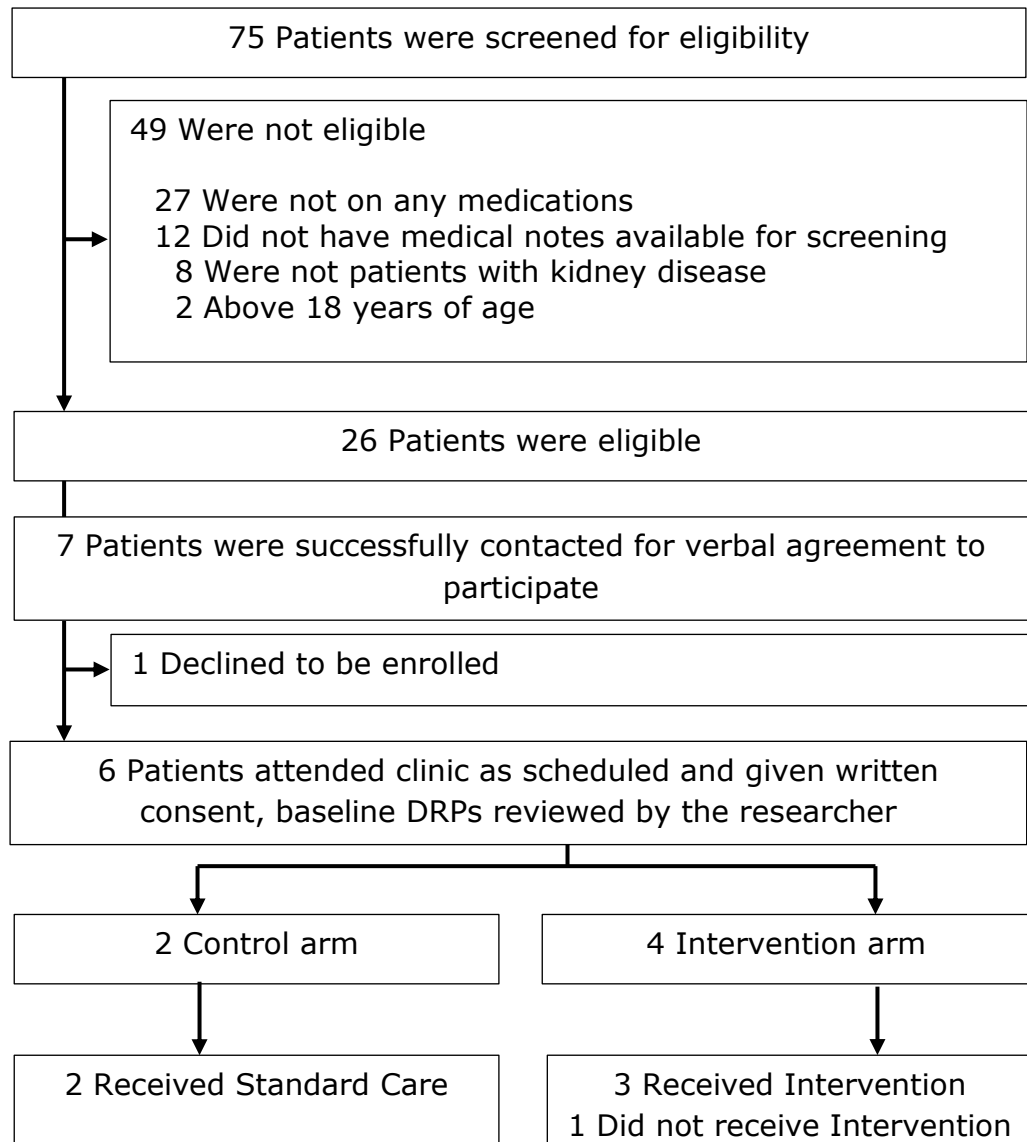 75 Patients were screened for eligibility
49 Were not eligible
27 Were not on any medications
12 Did not have medical notes available for screening
8 Were not patients with kidney disease
2 Above 18 years of age
26 Patients were eligible
7 Patients were successfully contacted for verbal agreement to
participate
1 Declined to be enrolled
6 Patients attended clinic as scheduled and given written
consent, baseline DRPs reviewed by the researcher
2 Control arm
4 Intervention arm
2 Received Standard Care
3 Received Intervention
1 Did not receive Intervention